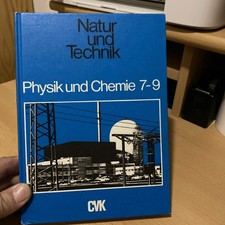 Natur
und
Technik
Physik und Chemie 7-9
CVK